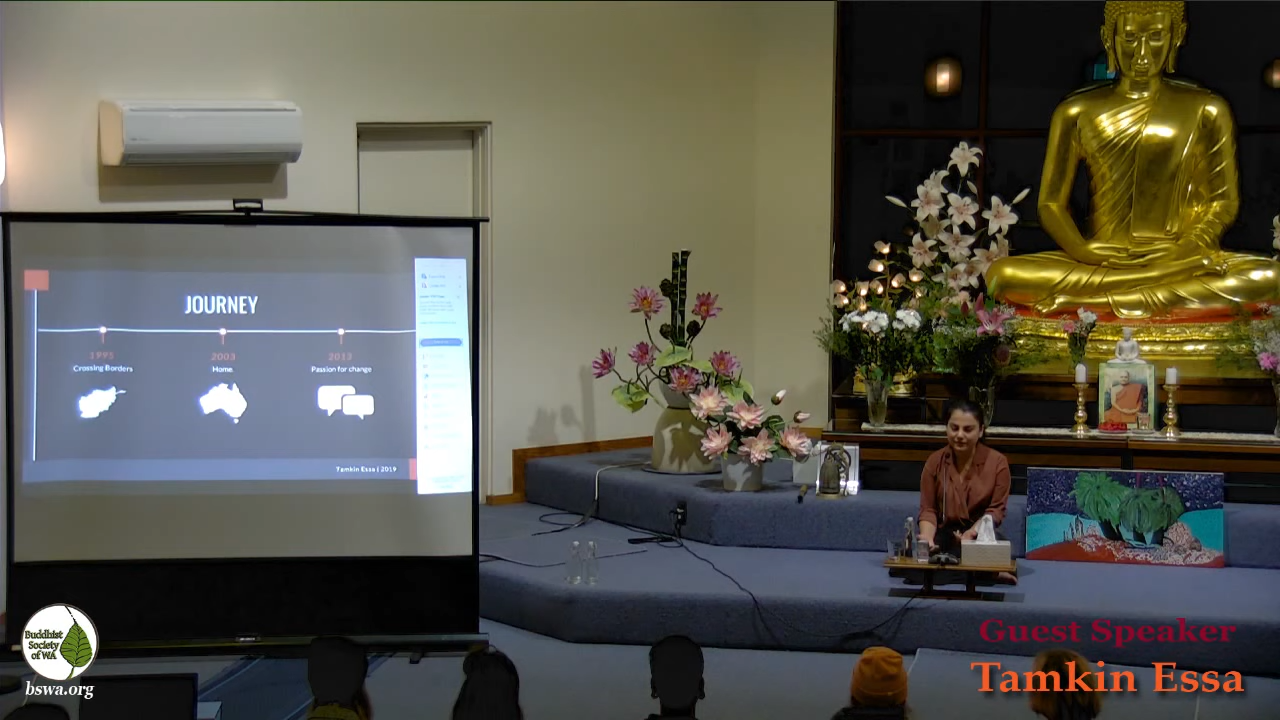 JOURNEY
1995
Crossing Borders
2003
Home
2013
Passion for change
Tamkin Essa | 2019
Buddhist
Society
of WA
bswa.org
Guest Speaker
Tamkin Essa